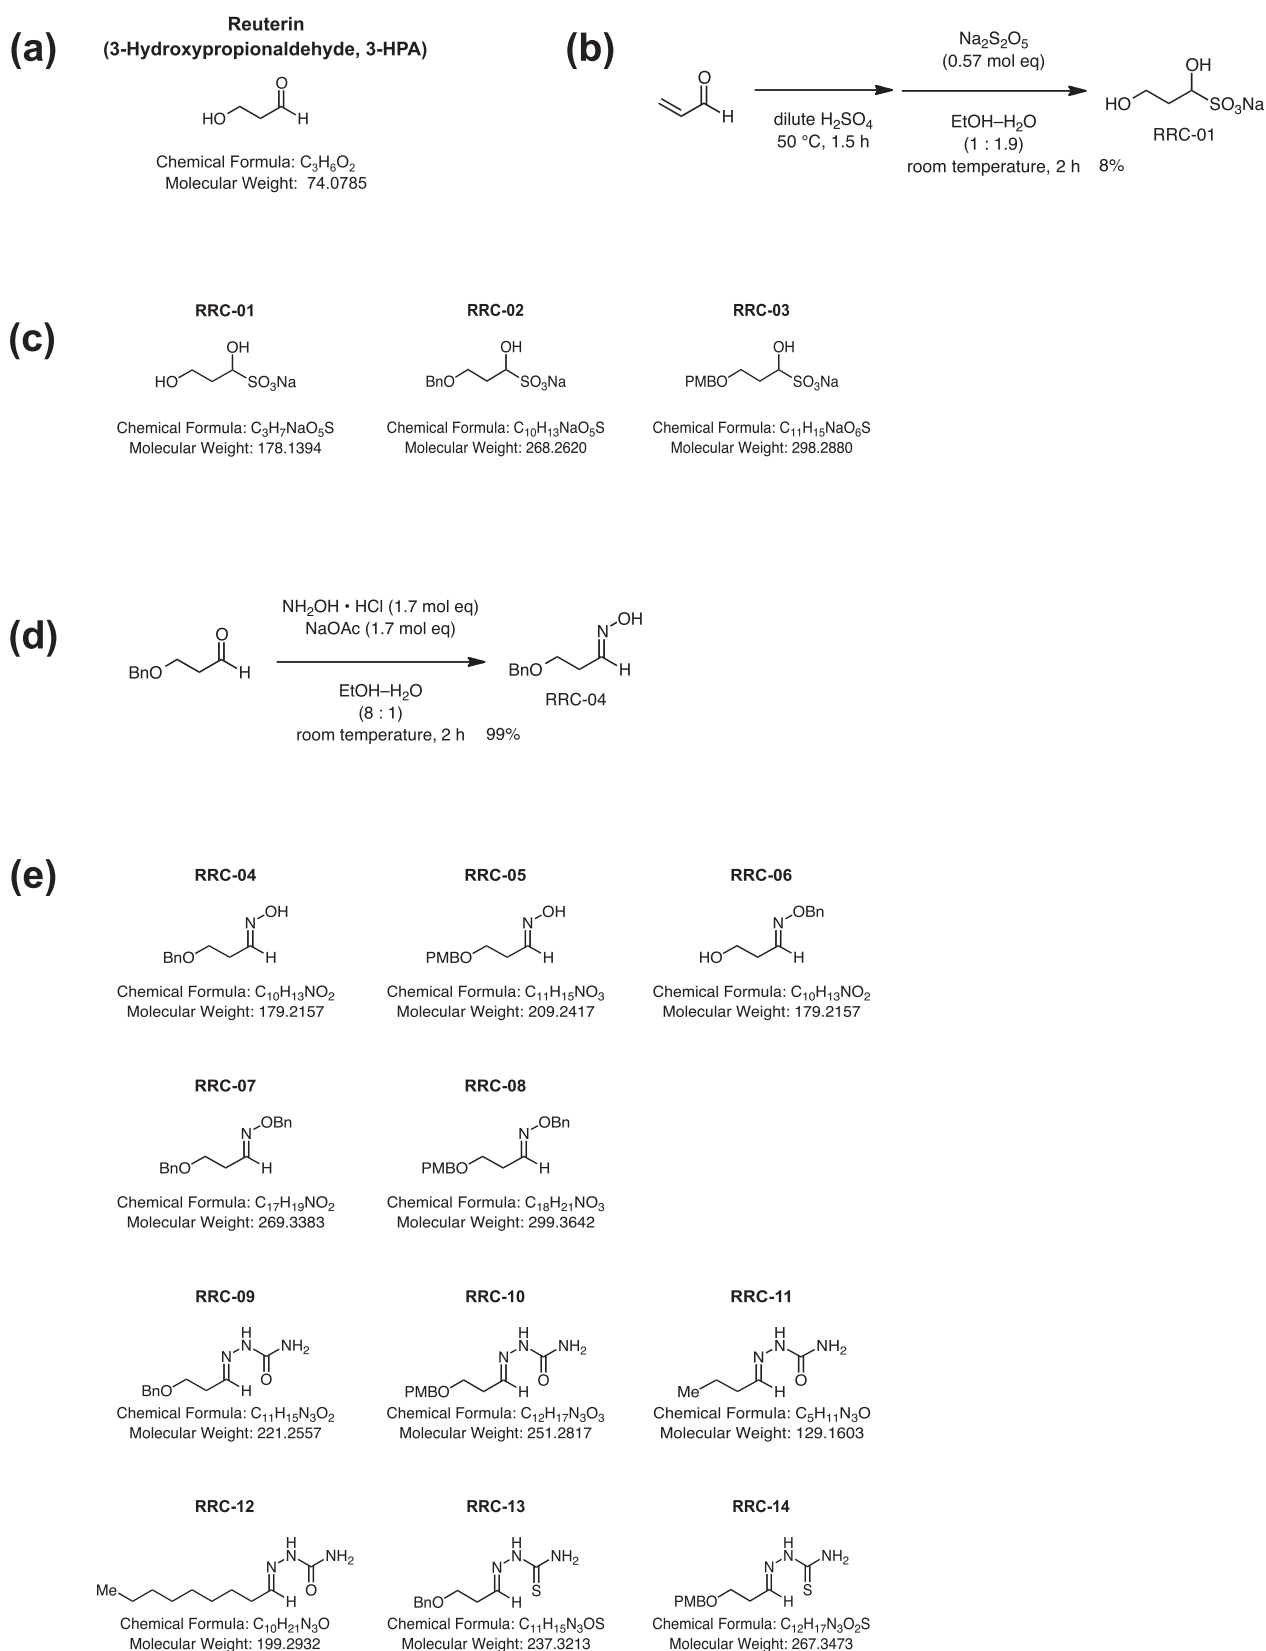 (a)
Reuterin
(3-Hydroxypropionaldehyde, 3-HPA)
O
HO
H
Chemical Formula: C3H6O2
Molecular Weight: 74.0785
(b)
O
H
dilute H2SO4
50 °C, 1.5 h
Na2S2O5
(0.57 mol eq)
EtOH–H2O
(1 : 1.9)
room temperature, 2 h 8%
OH
HO
SO3Na
RRC-01
(c)
RRC-01
OH
HO
SO3Na
Chemical Formula: C3H7NaO5S
Molecular Weight: 178.1394
RRC-02
OH
BnO
SO3Na
Chemical Formula: C10H13NaO5S
Molecular Weight: 268.2620
RRC-03
OH
PMBO
SO3Na
Chemical Formula: C11H15NaO6S
Molecular Weight: 298.2880
(d)
O
BnO
H
NH2OH • HCl (1.7 mol eq)
NaOAc (1.7 mol eq)
EtOH–H2O
(8 : 1)
room temperature, 2 h 99%
OH
N
BnO
H
RRC-04
(e)
RRC-04
OH
N
BnO
H
Chemical Formula: C10H13NO2
Molecular Weight: 179.2157
RRC-05
OH
N
PMBO
H
Chemical Formula: C11H15NO3
Molecular Weight: 209.2417
RRC-06
OBn
N
HO
H
Chemical Formula: C10H13NO2
Molecular Weight: 179.2157
RRC-07
OBn
N
BnO
H
Chemical Formula: C17H19NO2
Molecular Weight: 269.3383
RRC-08
OBn
N
PMBO
H
Chemical Formula: C18H21NO3
Molecular Weight: 299.3642
RRC-09
H
N
NH2
N
O
BnO
H
Chemical Formula: C11H15N3O2
Molecular Weight: 221.2557
RRC-10
H
N
NH2
N
O
PMBO
H
Chemical Formula: C12H17N3O3
Molecular Weight: 251.2817
RRC-11
H
N
NH2
N
O
Me
H
Chemical Formula: C5H11N3O
Molecular Weight: 129.1603
RRC-12
H
N
NH2
N
O
Me
H
Chemical Formula: C10H21N3O
Molecular Weight: 199.2932
RRC-13
H
N
NH2
N
S
BnO
H
Chemical Formula: C11H15N3OS
Molecular Weight: 237.3213
RRC-14
H
N
NH2
N
S
PMBO
H
Chemical Formula: C12H17N3O2S
Molecular Weight: 267.3473